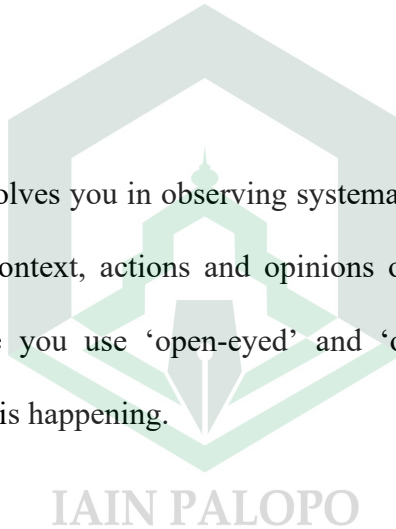 olves you in observing systema
ontext, actions and opinions o
you use ‘open-eyed’ and ‘o
is happening.
IAIN PALOPO